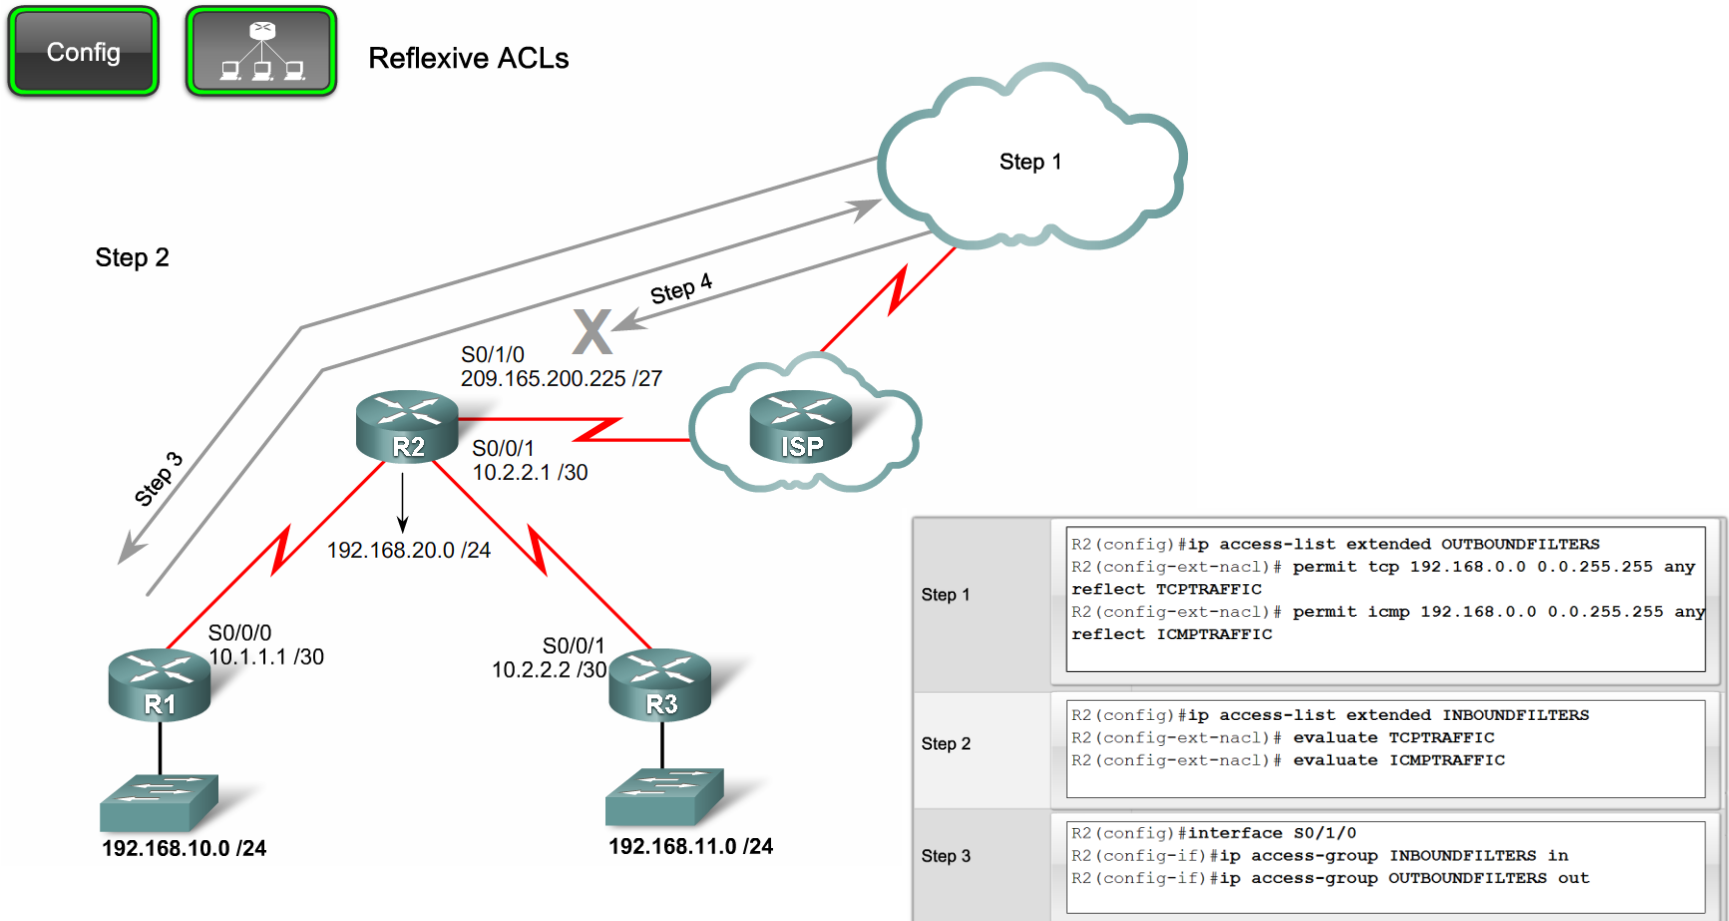 Config
Reflexive ACLs
Step 1
Step 2
Step 4
S0/1/0
209.165.200.225 /27
R2
ISP
S0/0/1
10.2.2.1 /30
Step 3
192.168.20.0 /24
S0/0/0
10.1.1.1 /30
S0/0/1
10.2.2.2 /30
R1
R3
192.168.10.0 /24
192.168.11.0 /24
Step 1
R2(config)#ip access-list extended OUTBOUNDFILTERS
R2(config-ext-nacl)# permit tcp 192.168.0.0 0.0.255.255 any
reflect TCPTRAFFIC
R2(config-ext-nacl)# permit icmp 192.168.0.0 0.0.255.255 any
reflect ICMPTRAFFIC
Step 2
R2(config)#ip access-list extended INBOUNDFILTERS
R2(config-ext-nacl)# evaluate TCPTRAFFIC
R2(config-ext-nacl)# evaluate ICMPTRAFFIC
Step 3
R2(config)#interface S0/1/0
R2(config-if)#ip access-group INBOUNDFILTERS in
R2(config-if)#ip access-group OUTBOUNDFILTERS out
X